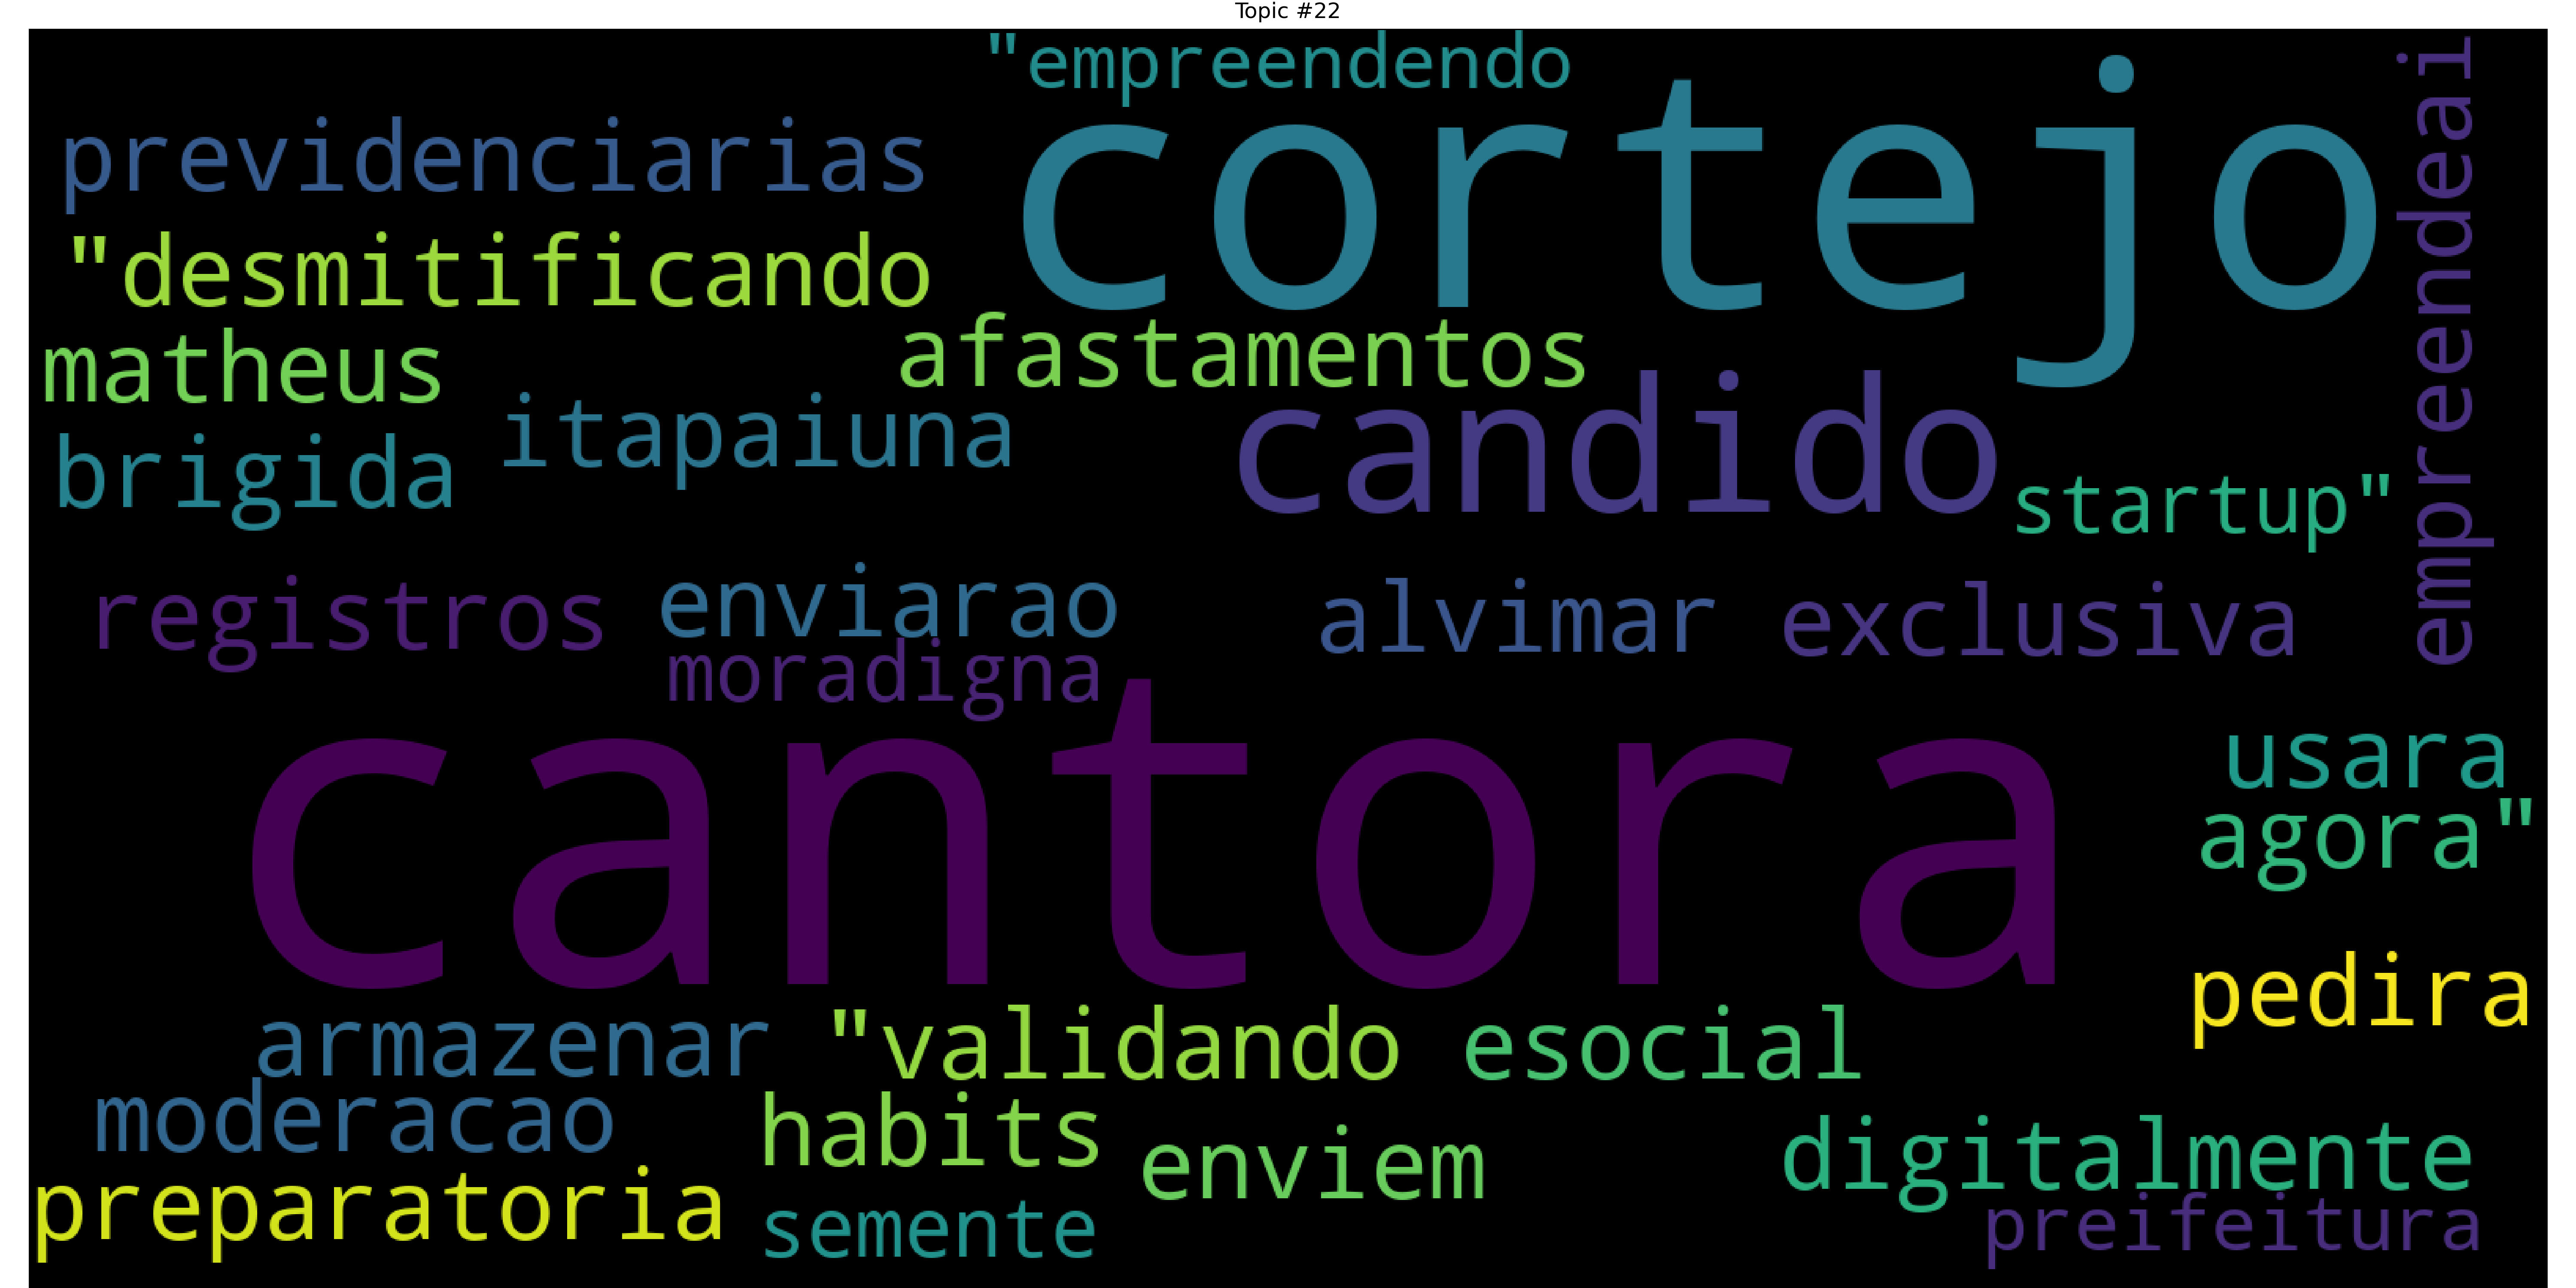 Topic #22
"empreendendo
cortejo
empreendeai
previdenciarias
"desmitificando
matheus
afastamentos
itapaiuna
candido
brigida
startup"
registros
enviarao
alvimar
exclusiva
moradigna
cantora
usara
agora"
pedira
armazenar
"validando
esocial
moderacao
habits
enviem
digitalmente
preparatoria
semente
preifeitura